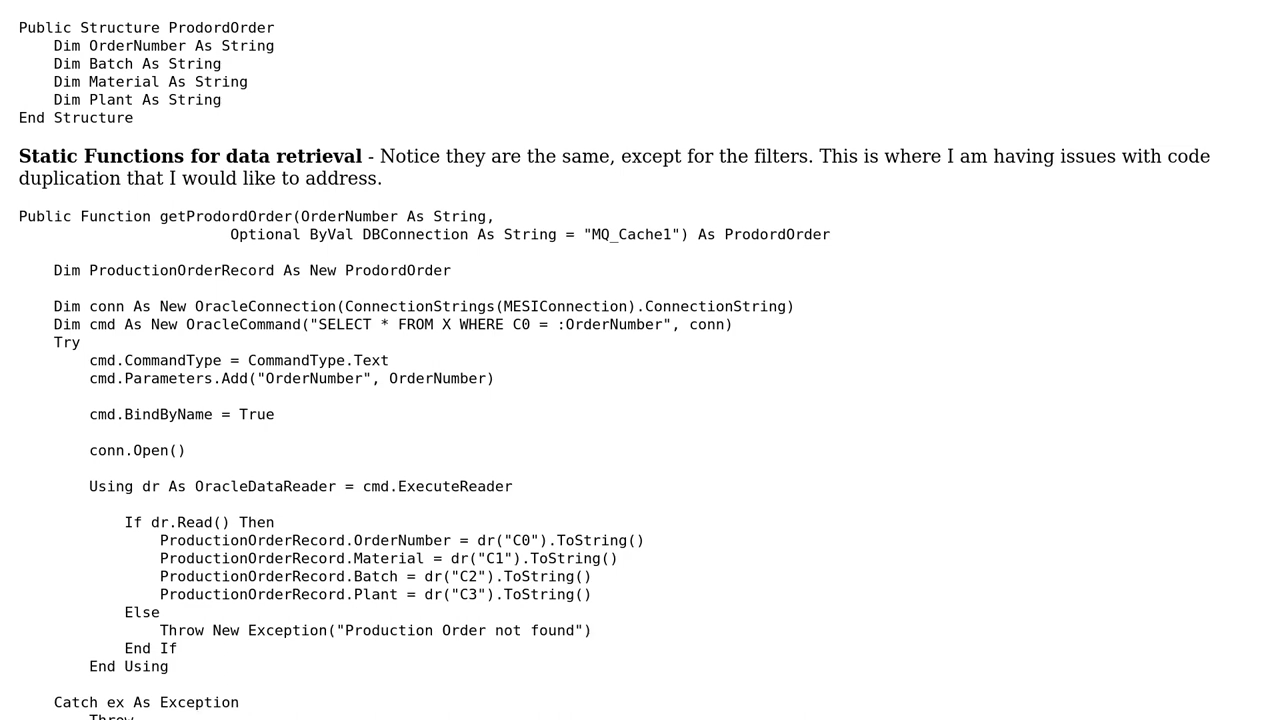 Public Structure ProdordOrder
    Dim OrderNumber As String
    Dim Batch As String
    Dim Material As String
    Dim Plant As String
End Structure
Static Functions for data retrieval - Notice they are the same, except for the filters. This is where I am having issues with code
duplication that I would like to address.
Public Function getProdordOrder(OrderNumber As String,
                        Optional ByVal DBConnection As String = "MQ_Cache1") As ProdordOrder
    Dim ProductionOrderRecord As New ProdordOrder
    Dim conn As New OracleConnection(ConnectionStrings(MESIConnection).ConnectionString)
    Dim cmd As New OracleCommand("SELECT * FROM X WHERE C0 = :OrderNumber", conn)
    Try
        cmd.CommandType = CommandType.Text
        cmd.Parameters.Add("OrderNumber", OrderNumber)
        cmd.BindByName = True
        conn.Open()
        Using dr As OracleDataReader = cmd.ExecuteReader
            If dr.Read() Then
                ProductionOrderRecord.OrderNumber = dr("C0").ToString()
                ProductionOrderRecord.Material = dr("C1").ToString()
                ProductionOrderRecord.Batch = dr("C2").ToString()
                ProductionOrderRecord.Plant = dr("C3").ToString()
            Else
                Throw New Exception("Production Order not found")
            End If
        End Using
    Catch ex As Exception
        Throw